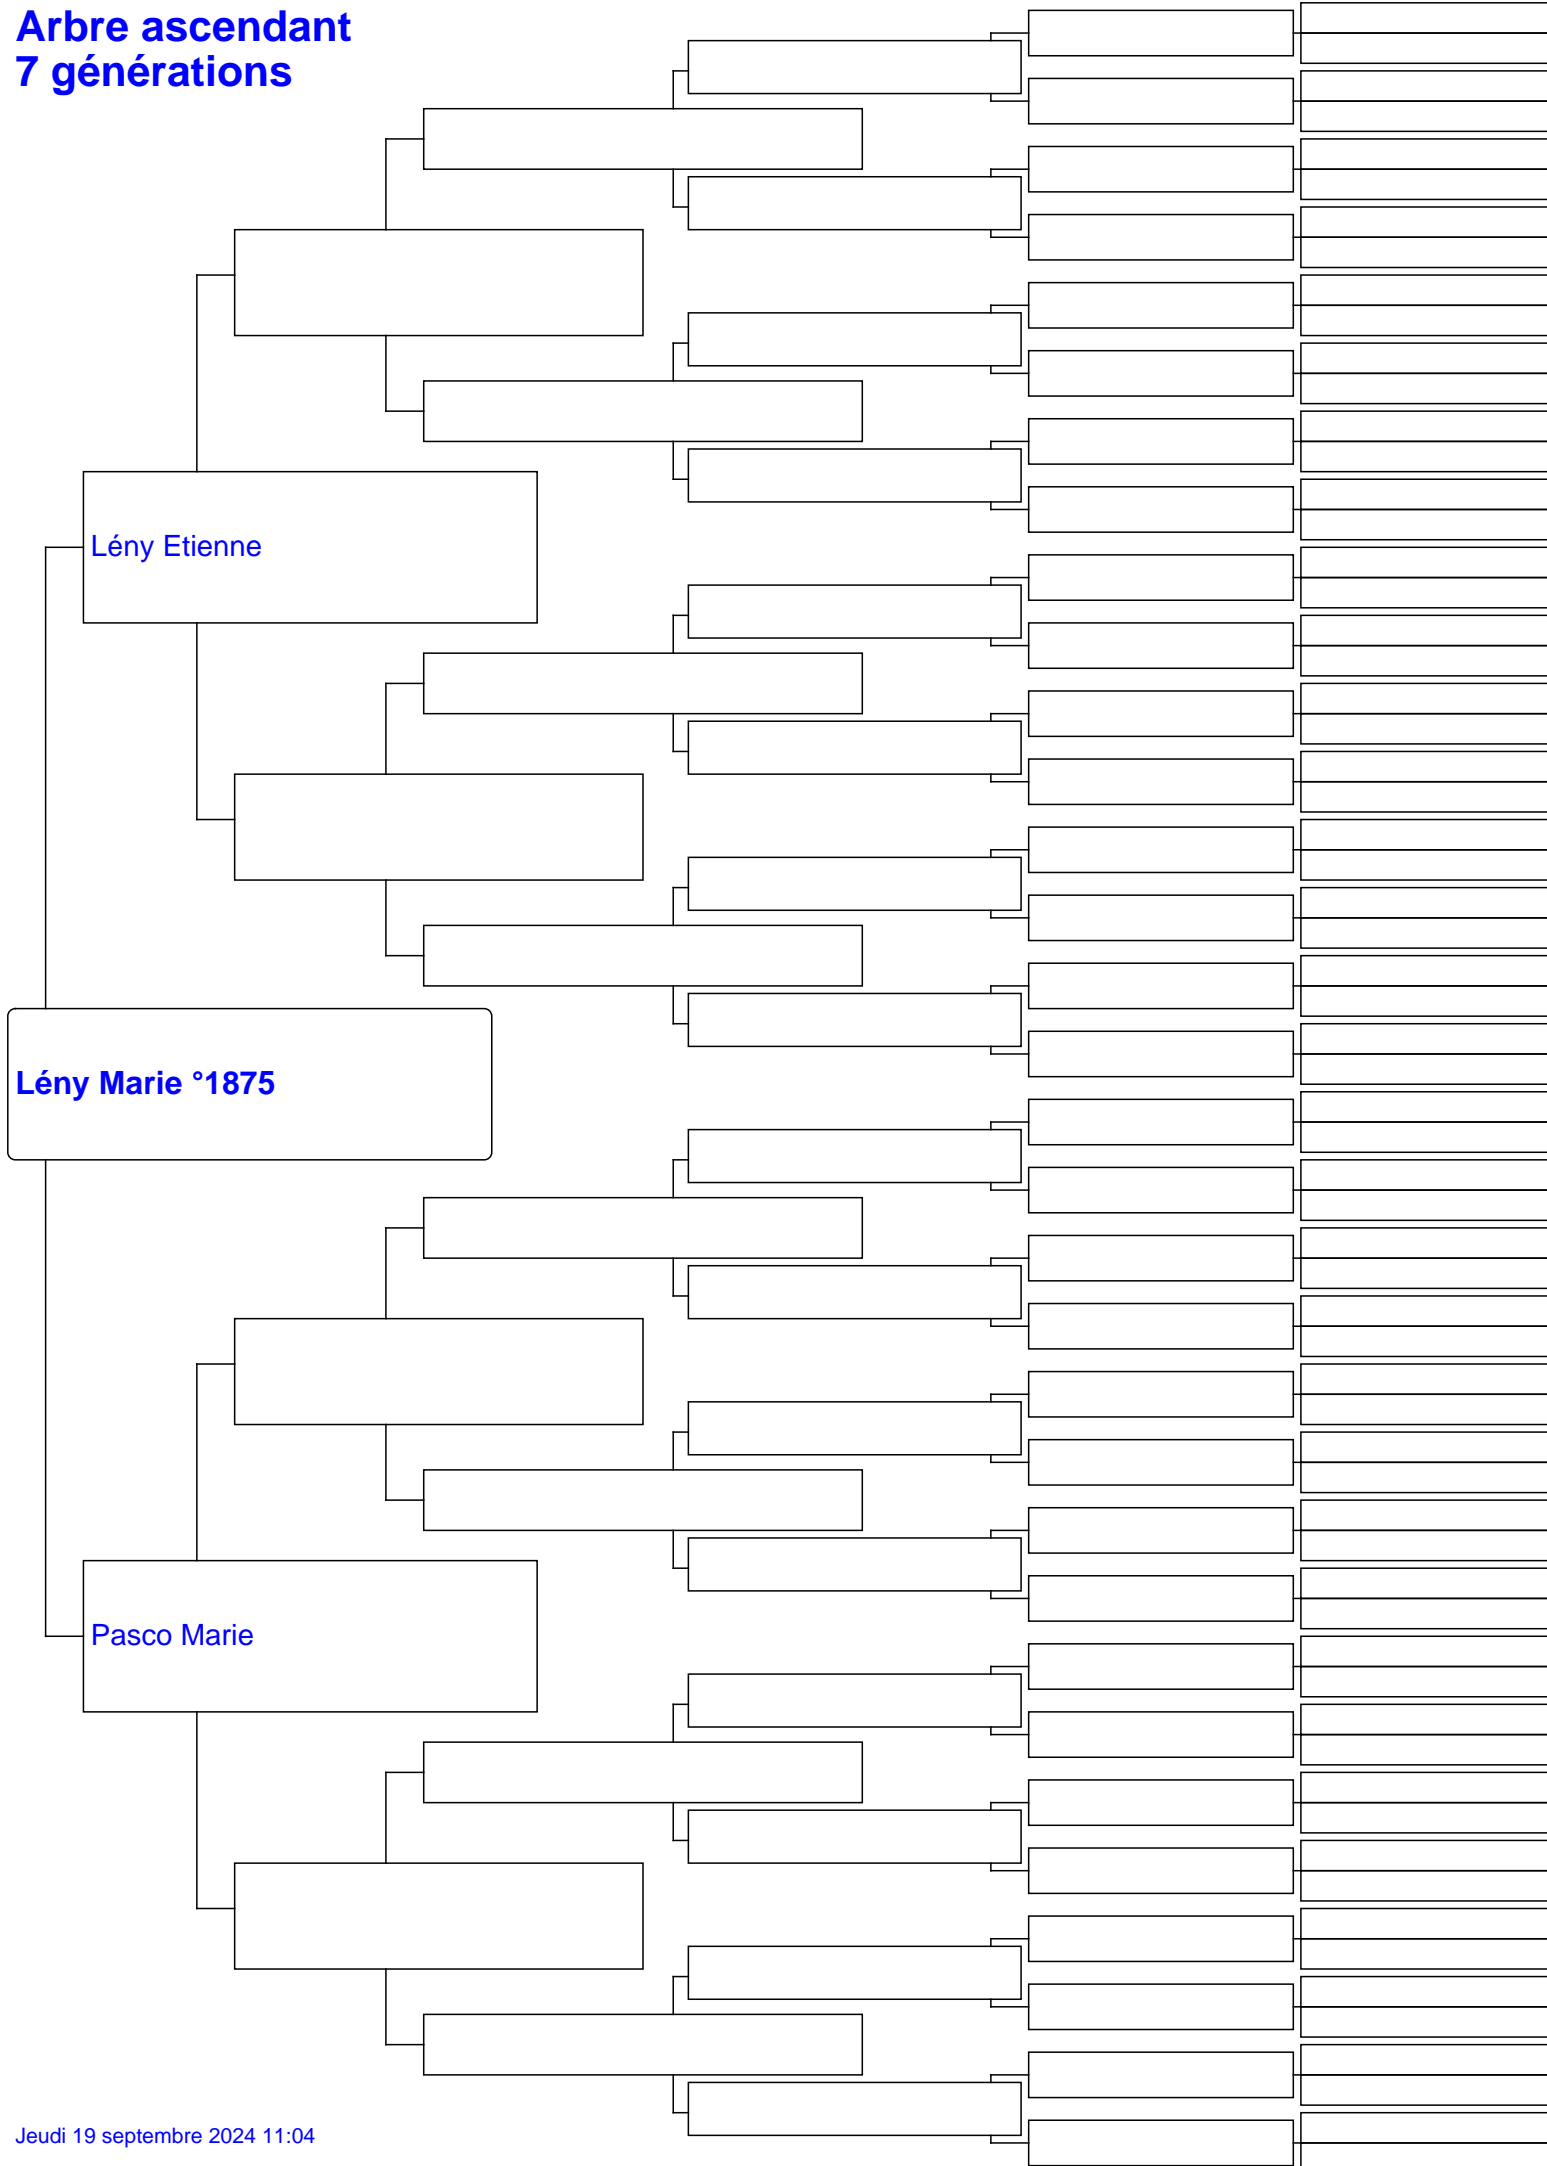 Arbre ascendant
7 générations
Lény Etienne
Lény Marie °1875
Pasco Marie
Jeudi 19 septembre 2024 11:04